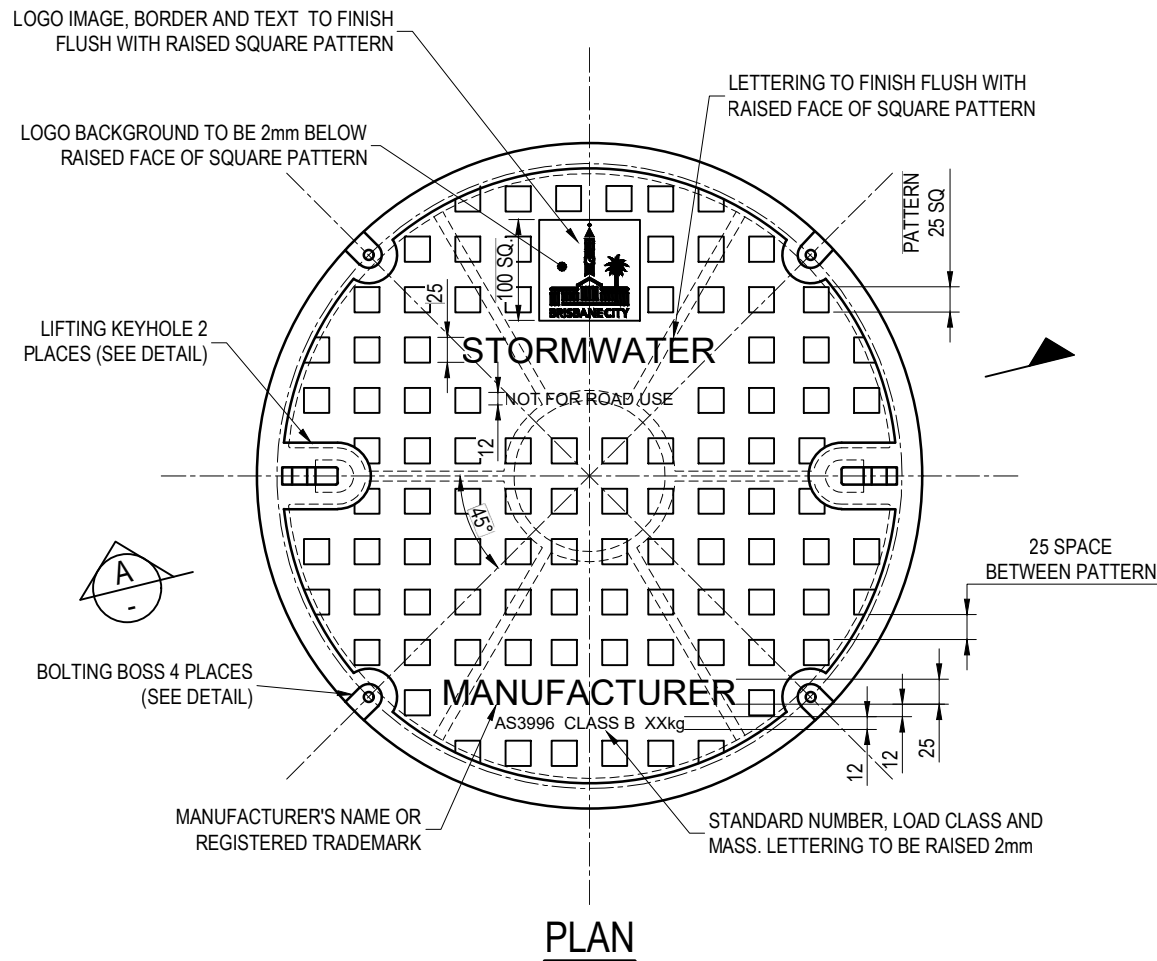 LOGO IMAGE, BORDER AND TEXT TO FINISH
FLUSH WITH RAISED SQUARE PATTERN
LETTERING TO FINISH FLUSH WITH
RAISED FACE OF SQUARE PATTERN
LOGO BACKGROUND TO BE 2mm BELOW
RAISED FACE OF SQUARE PATTERN
PATTERN
25 SQ
100 SQ.
25
BRISBANE CITY
LIFTING KEYHOLE 2
PLACES (SEE DETAIL)
STORMWATER
NOT FOR ROAD USE
12
45°
A
-
25 SPACE
BETWEEN PATTERN
BOLTING BOSS 4 PLACES
(SEE DETAIL)
MANUFACTURER
AS3996 CLASS B XXkg
12
12
25
MANUFACTURER'S NAME OR
REGISTERED TRADEMARK
STANDARD NUMBER, LOAD CLASS AND
MASS. LETTERING TO BE RAISED 2mm
PLAN